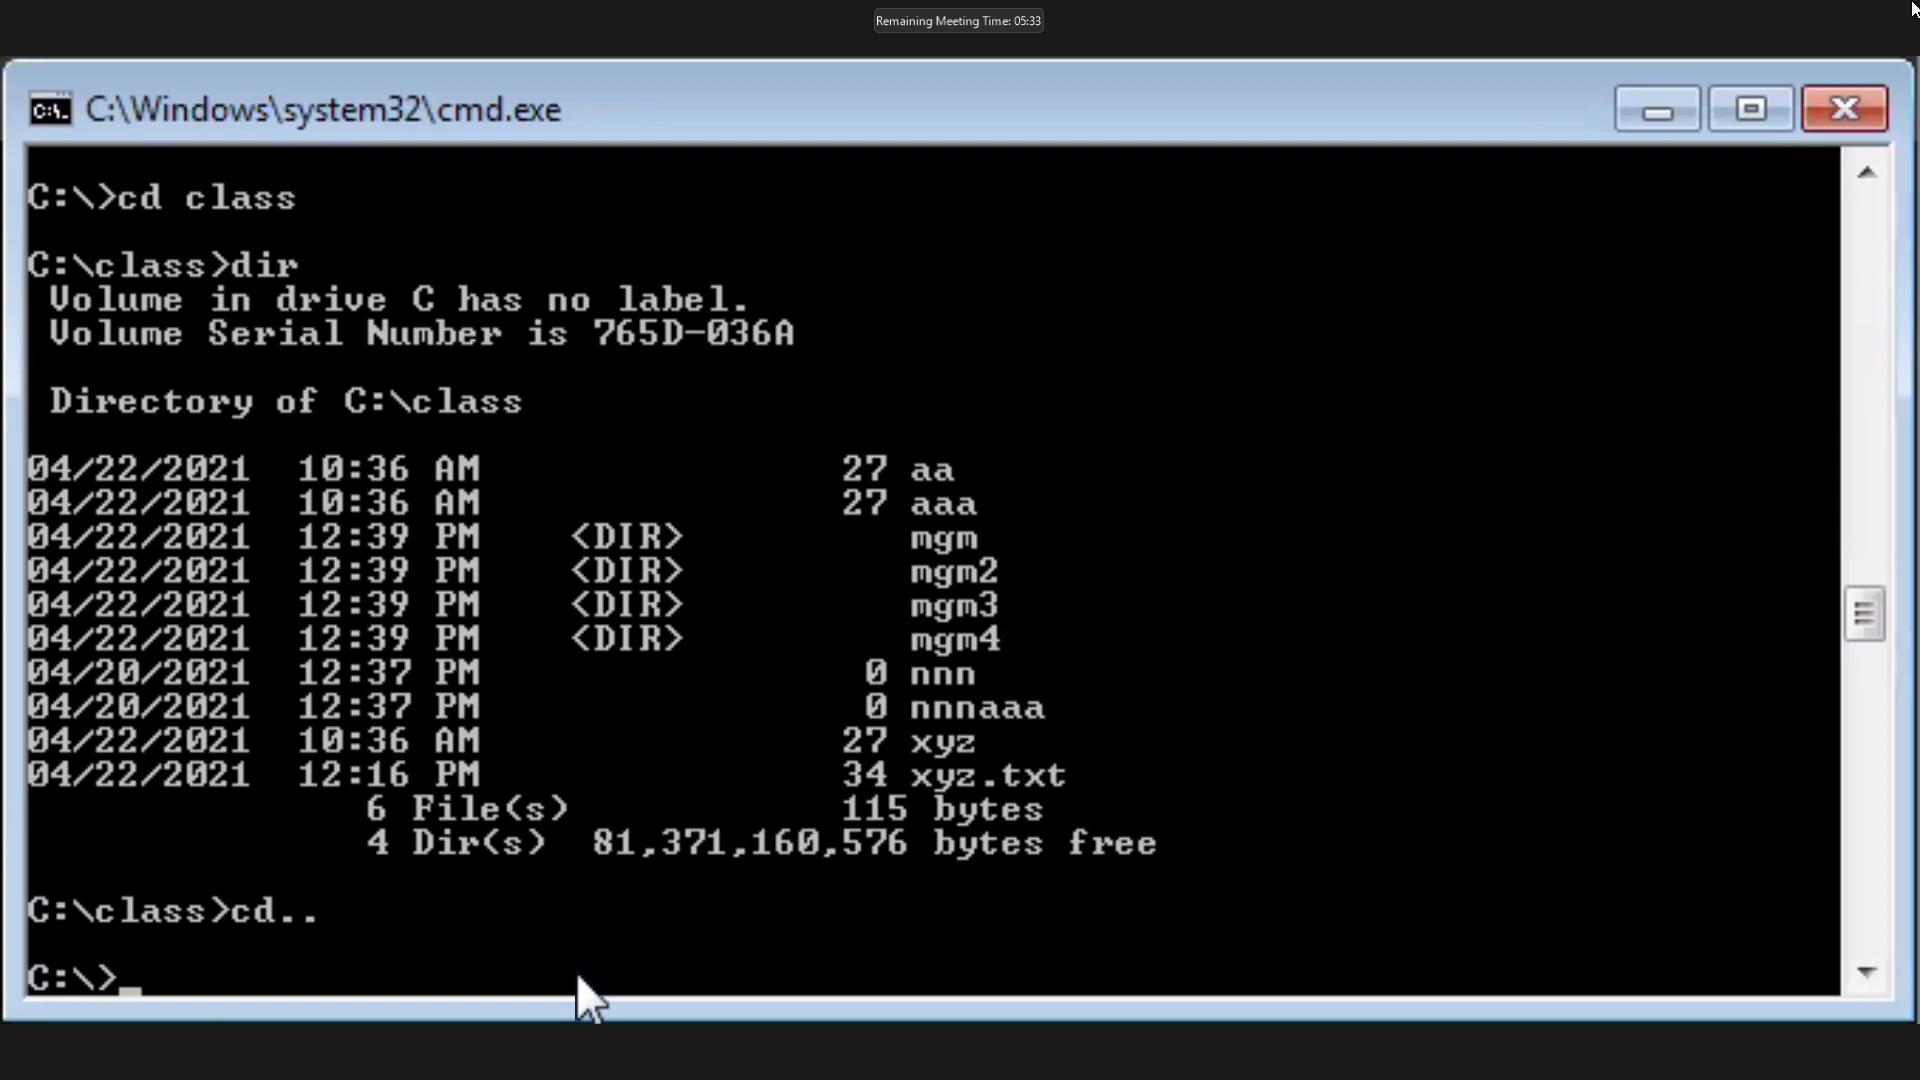 Remaining Meeting Time: 05:33
C:\Windows\system32\cmd.exe
C:\>cd class
C:\class>dir
Volume in drive C has no label.
Volume Serial Number is 765D-036A
Directory of C:\class
04/22/2021  10:36 AM                27 aa
04/22/2021  10:36 AM                27 aaa
04/22/2021  12:39 PM    <DIR>          mgm
04/22/2021  12:39 PM    <DIR>          mgm2
04/22/2021  12:39 PM    <DIR>          mgm3
04/22/2021  12:39 PM    <DIR>          mgm4
04/20/2021  12:37 PM                 0 nnn
04/20/2021  12:37 PM                 0 nnnaaa
04/22/2021  10:36 AM                27 xyz
04/22/2021  12:16 PM                34 xyz.txt
6 File(s)            115 bytes
4 Dir(s)  81,371,160,576 bytes free
C:\class>cd..
C:\>_